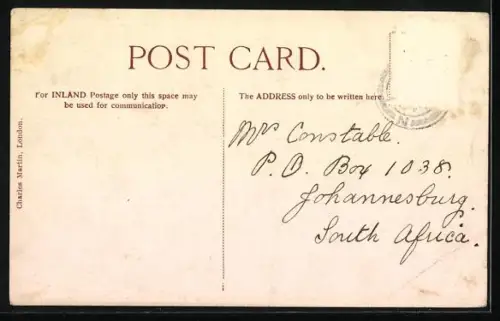 POST CARD.
For INLAND Postage only this space may
be used for communication.
The ADDRESS only to be written here
Mrs Constable.
P. O. Box 1038.
Johannesburg.
South Africa.
Charles Martin, London.